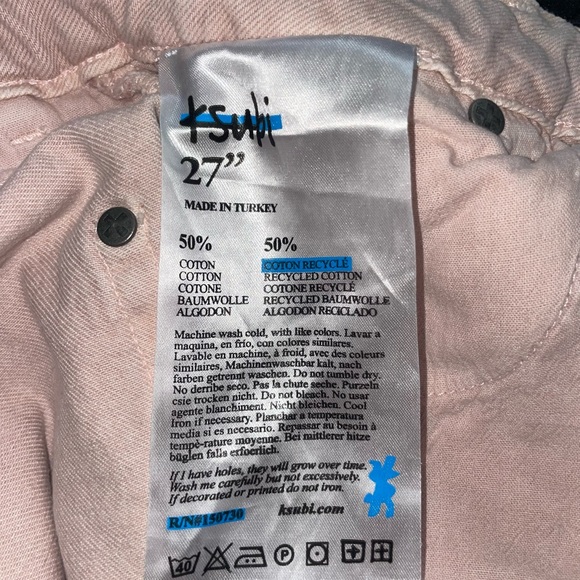 ksubi
27”
MADE IN TURKEY
50% 50%
COTON COTON RECYCLÉ
COTTON RECYCLED COTTON
COTONE COTONE RECYCLÉ
BAUMWOLLE RECYCLED BAUMWOLLE
ALGODON ALGODON RECICLADO
Machine wash cold, with like colors. Lavar a
maquina, en frio, con colores similares.
Lavable en machine, à froid, avec des couleurs
similaires, Machinenwaschbar kalt, nach
farben getrennt waschen. Do not tumble dry.
No derribe seco. Pas la chute seche. Purzeln
csie trocken nicht. Do not bleach. No usar
agente blanchiment. Nicht bleichen. Cool
Iron if necessary. Planchar a temperatura
media si es necesario. Repassar au besoin à
tempè-rature moyenne. Bei mittlerer hitze
büglen falls erfoerlich.
If I have holes, they will grow over time.
Wash me carefully but not excessively.
If decorated or printed do not iron.
R/N#150730 ksubi.com
40 P